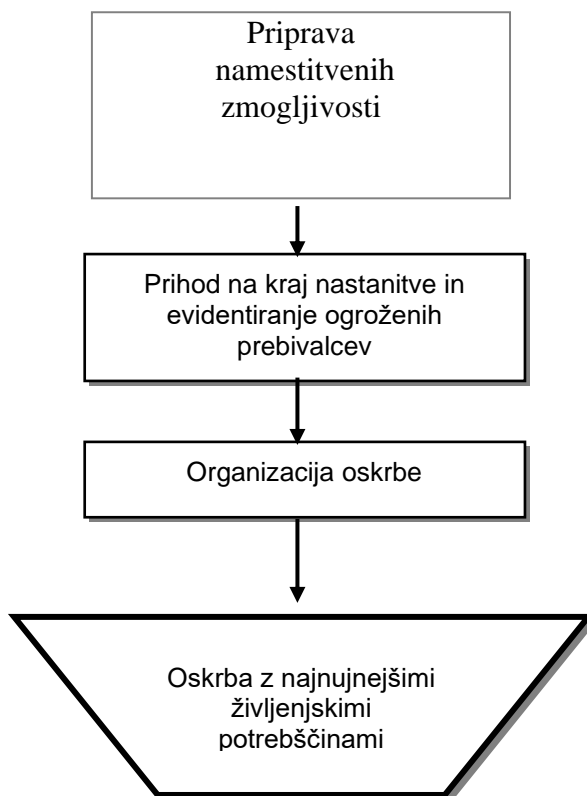 Priprava
namestitvenih
zmogljivosti
Prihod na kraj nastanitve in
evidentiranje ogroženih
prebivalcev
Organizacija oskrbe
Oskrba z najnujnejšimi
življenjskimi
potrebščinami